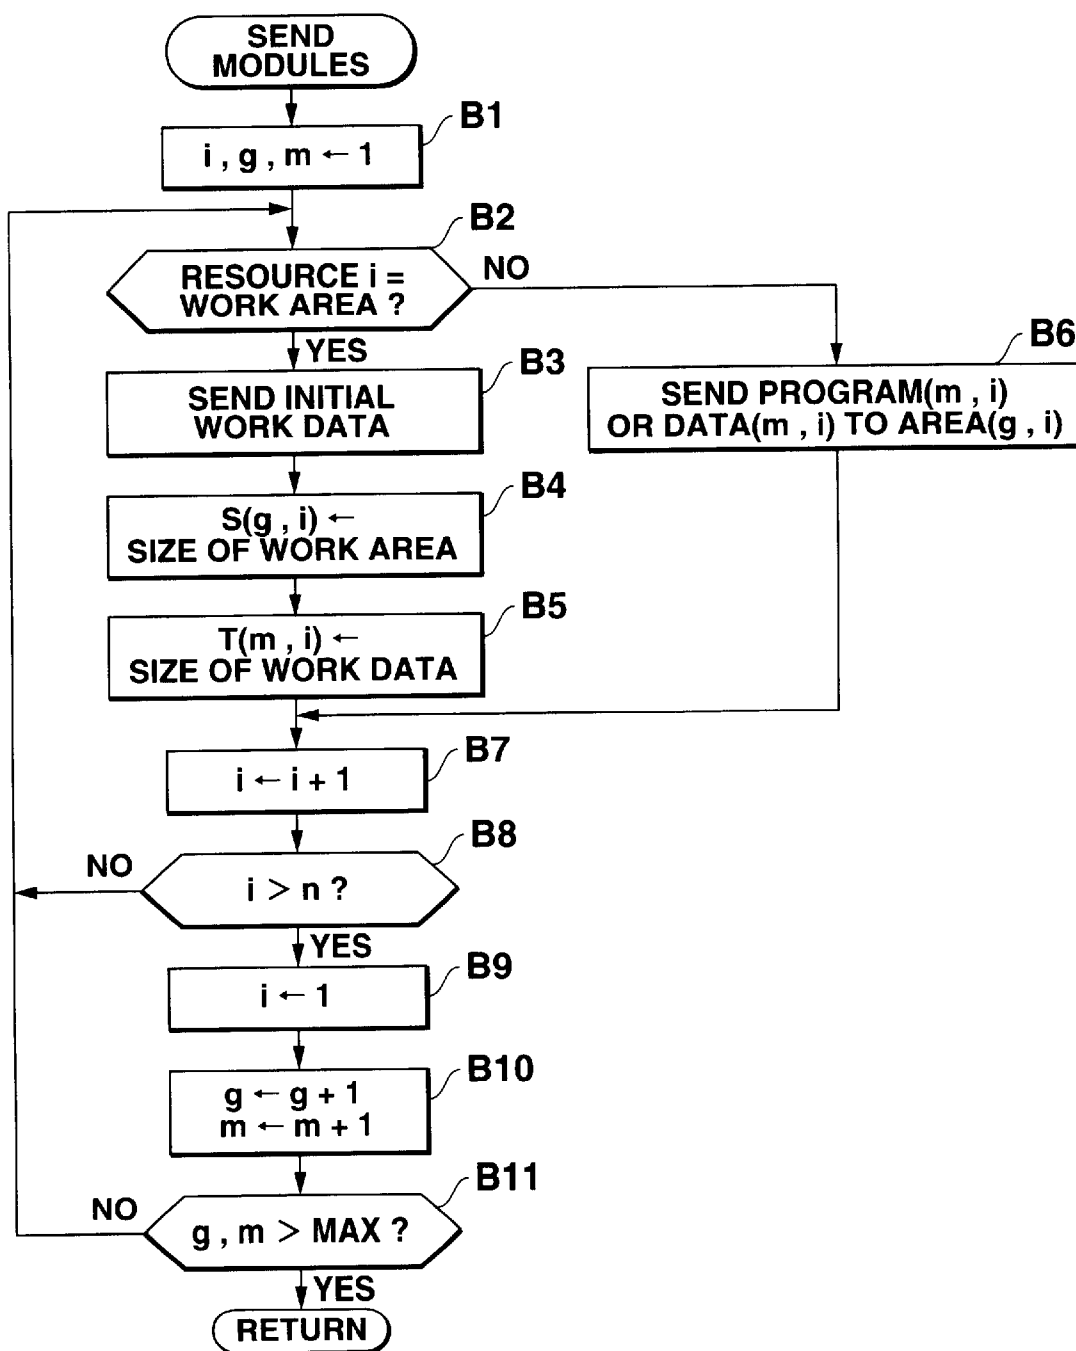 SEND
MODULES
B1
i , g , m ← 1
B2
RESOURCE i =
WORK AREA ?
NO
YES
B3
SEND INITIAL
WORK DATA
B6
SEND PROGRAM(m , i)
OR DATA(m , i) TO AREA(g , i)
B4
S(g , i) ←
SIZE OF WORK AREA
B5
T(m , i) ←
SIZE OF WORK DATA
B7
i ← i + 1
B8
NO
i > n ?
YES
B9
i ← 1
B10
g ← g + 1
m ← m + 1
B11
NO
g , m > MAX ?
YES
RETURN